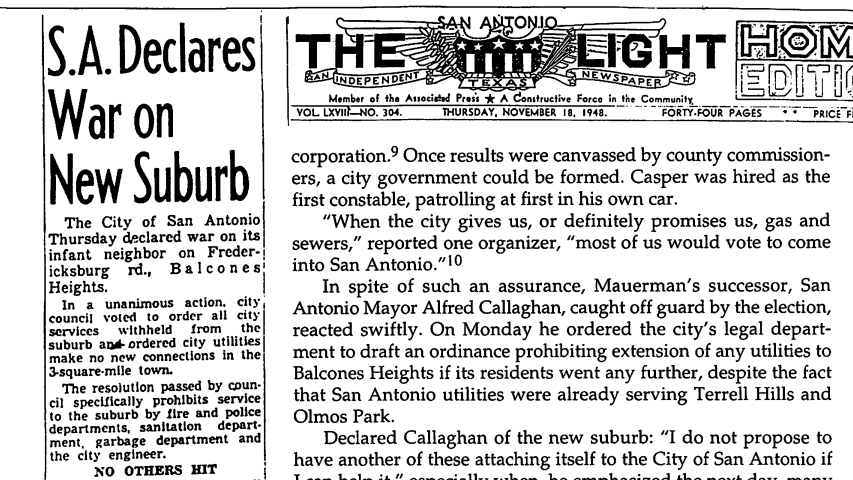 S.A. Declares
War on
New Suburb
The City of San Antonio
Thursday declared war on its
infant neighbor on Freder-
icksburg rd., Balcones
Heights.
In a unanimous action, city
council voted to order all city
services withheld from the
suburb and ordered city utilities
make no new connections in the
3-square-mile town.
The resolution passed by coun-
cil specifically prohibits service
to the suburb by fire and police
departments, sanitation depart-
ment, garbage department and
the city engineer.
NO OTHERS HIT
SAN ANTONIO
THE LIGHT
AN INDEPENDENT TEXAS NEWSPAPER
HOM
EDITIO
Member of the Associated Press ★ A Constructive Force in the Community
VOL. LXVII—NO. 304. THURSDAY, NOVEMBER 18, 1948. FORTY-FOUR PAGES * * PRICE F
corporation.9 Once results were canvassed by county commission-
ers, a city government could be formed. Casper was hired as the
first constable, patrolling at first in his own car.
"When the city gives us, or definitely promises us, gas and
sewers," reported one organizer, "most of us would vote to come
into San Antonio."10
In spite of such an assurance, Mauerman's successor, San
Antonio Mayor Alfred Callaghan, caught off guard by the election,
reacted swiftly. On Monday he ordered the city's legal depart-
ment to draft an ordinance prohibiting extension of any utilities to
Balcones Heights if its residents went any further, despite the fact
that San Antonio utilities were already serving Terrell Hills and
Olmos Park.
Declared Callaghan of the new suburb: "I do not propose to
have another of these attaching itself to the City of San Antonio if
I can help it," especially when, he emphasized the next day, many